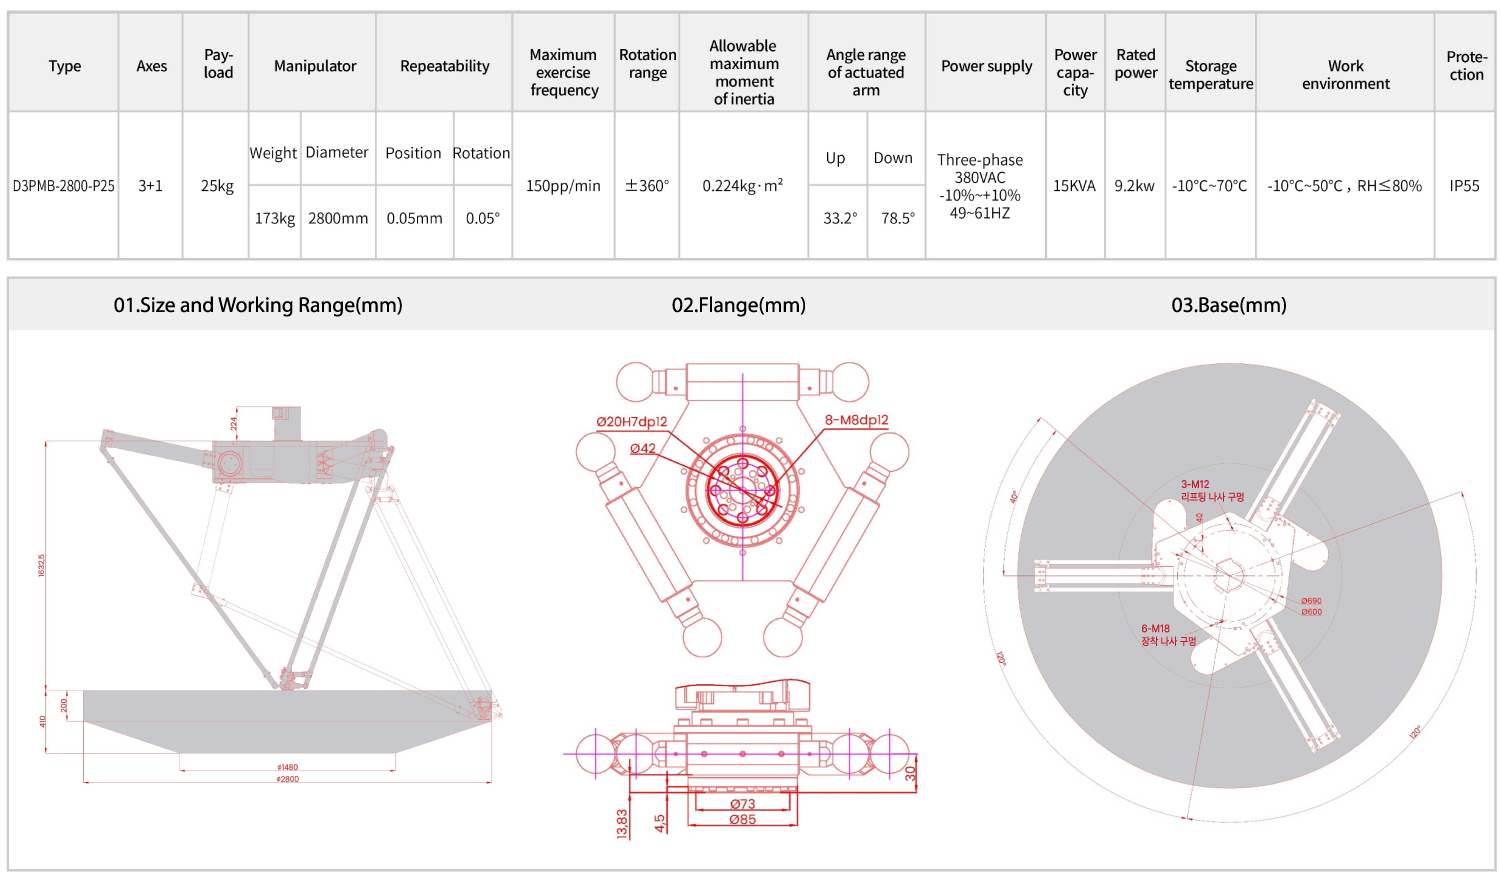 Type
Axes
Pay-
load
Manipulator
Repeatability
Maximum
exercise
frequency
Rotation
range
Allowable
maximum
moment
of inertia
Angle range
of actuated
arm
Power supply
Power
capa-
city
Rated
power
Storage
temperature
Work
environment
Prote-
ction
D3PMB-2800-P25
3+1
25kg
Weight
Diameter
Position
Rotation
173kg
2800mm
0.05mm
0.05°
150pp/min
±360°
0.224kg·m²
Up
Down
33.2°
78.5°
Three-phase
380VAC
-10%~+10%
49~61HZ
15KVA
9.2kw
-10℃~70℃
-10℃~50℃ , RH≤80%
IP55
01.Size and Working Range(mm)
02.Flange(mm)
03.Base(mm)
224
1632,5
200
410
ø1480
ø2800
Ø20H7dp12
8-M8dp12
Ø42
30
Ø73
Ø85
13,83
4,5
3-M12
리프팅 나사 구멍
40
40°
Ø690
Ø600
6-M18
장착 나사 구멍
120°
120°